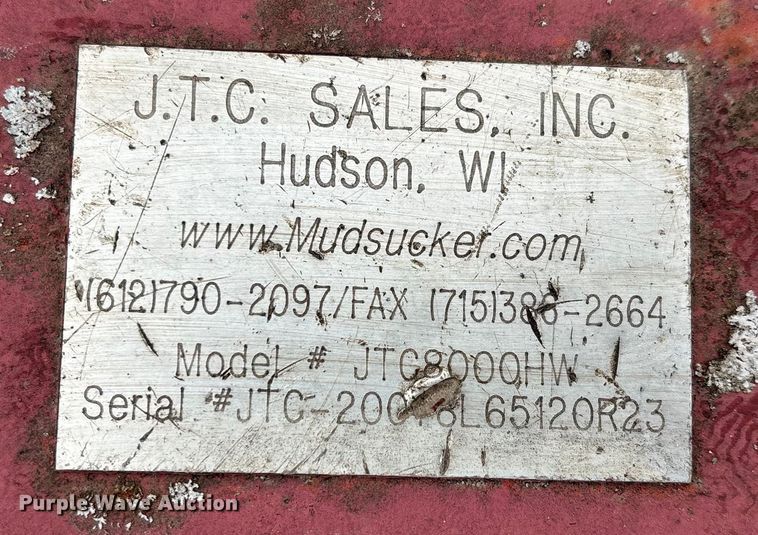 J.T.C. SALES, INC.
Hudson, WI
www.Mudsucker.com
(612)790-2097/FAX (715)386-2664
Model # JTC8000HW
Serial
Purple Wave Auction